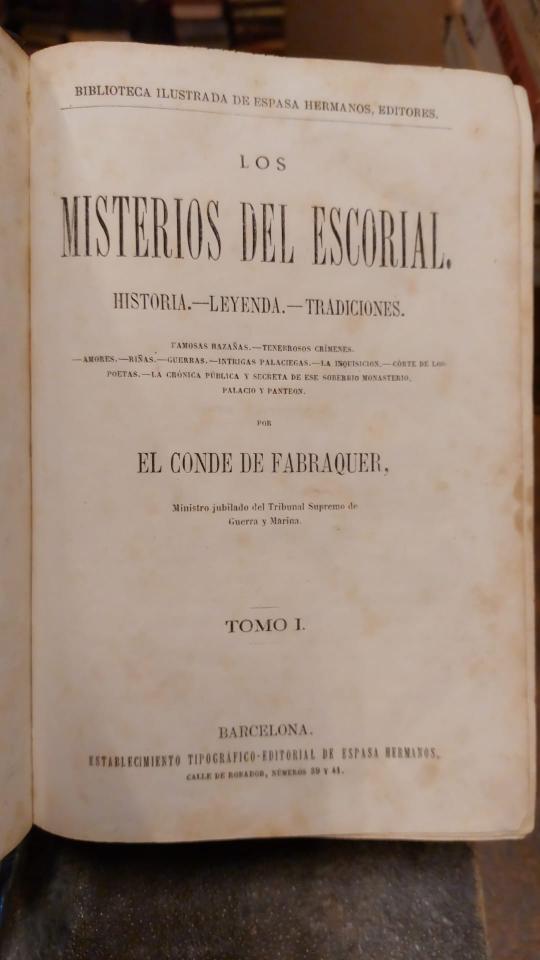 BIBLIOTECA ILUSTRADA DE ESPASA HERMANOS, EDITORES.
LOS
MISTERIOS DEL ESCORIAL.
HISTORIA.—LEYENDA.—TRADICIONES.
FAMOSAS HAZAÑAS.—TENEBROSOS CRÍMENES.
—AMORES.—RIÑAS.—GUERRAS.—INTRIGAS PALACIEGAS.—LA INQUISICION.—CÓRTE DE LOS
POETAS.—LA CRÓNICA PÚBLICA Y SECRETA DE ESE SOBERBIO MONASTERIO,
PALACIO Y PANTEON.
POR
EL CONDE DE FABRAQUER,
Ministro jubilado del Tribunal Supremo de
Guerra y Marina.
TOMO I.
BARCELONA.
ESTABLECIMIENTO TIPOGRÁFICO-EDITORIAL DE ESPASA HERMANOS,
CALLE DE ROBADOR, NÚMEROS 39 Y 41.